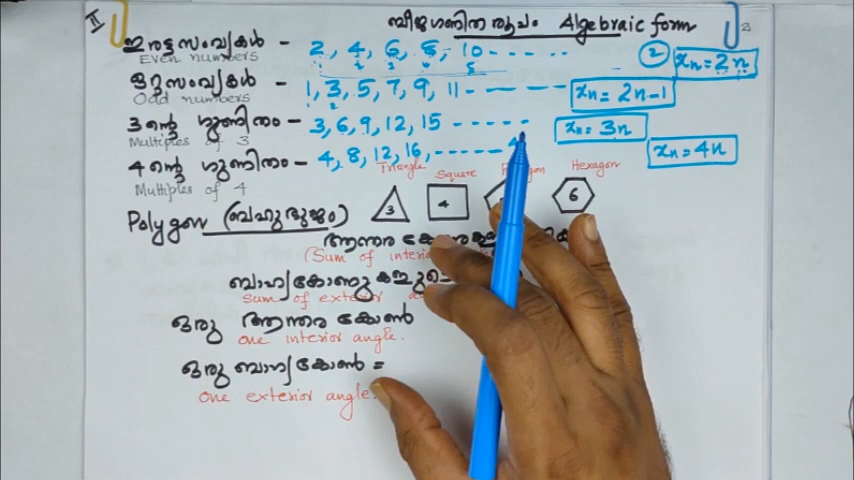 II ബീജഗണിത രൂപം Algebraic form
ഇരട്ടസംഖ്യകൾ - 2, 4, 6, 8, 10 ------ 2 xn = 2n
Even numbers
ഒറ്റസംഖ്യകൾ - 1, 3, 5, 7, 9, 11 ------ xn = 2n-1
Odd numbers
3 ന്റെ ഗുണിതം - 3, 6, 9, 12, 15 ------ xn = 3n
Multiples of 3
4 ന്റെ ഗുണിതം - 4, 8, 12, 16, ------ xn = 4n
Multiples of 4
Triangle Square Hexagon
Polygon (ബഹുഭുജം) 3 4 6
ആന്തര
(Sum of
ബാഹ്യകോണുകളുടെ
sum of exterior
ഒരു ആന്തര കോൺ
one interior angle.
ഒരു ബാഹ്യകോൺ =
one exterior angle.